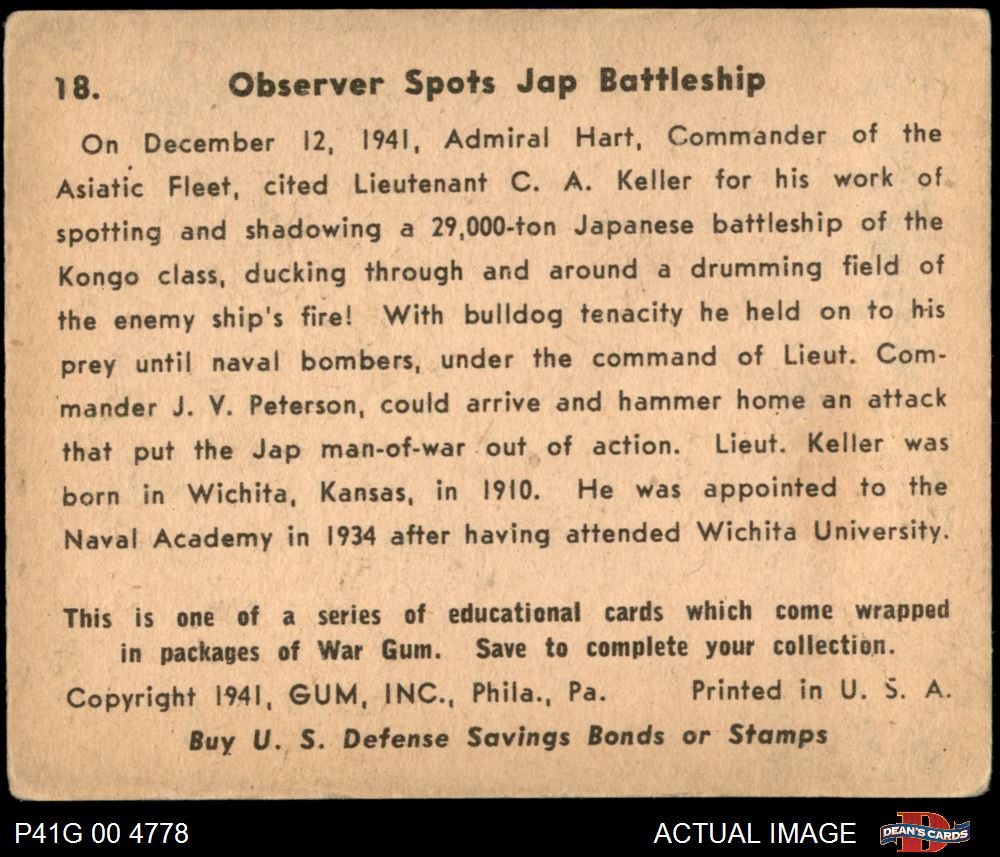 18. Observer Spots Jap Battleship
On December 12, 1941, Admiral Hart, Commander of the
Asiatic Fleet, cited Lieutenant C. A. Keller for his work of
spotting and shadowing a 29,000-ton Japanese battleship of the
Kongo class, ducking through and around a drumming field of
the enemy ship's fire! With bulldog tenacity he held on to his
prey until naval bombers, under the command of Lieut. Com-
mander J. V. Peterson, could arrive and hammer home an attack
that put the Jap man-of-war out of action. Lieut. Keller was
born in Wichita, Kansas, in 1910. He was appointed to the
Naval Academy in 1934 after having attended Wichita University.
This is one of a series of educational cards which come wrapped
in packages of War Gum. Save to complete your collection.
Copyright 1941, GUM, INC., Phila., Pa. Printed in U. S. A.
Buy U. S. Defense Savings Bonds or Stamps
P41G 00 4778 ACTUAL IMAGE DEAN'S CARDS